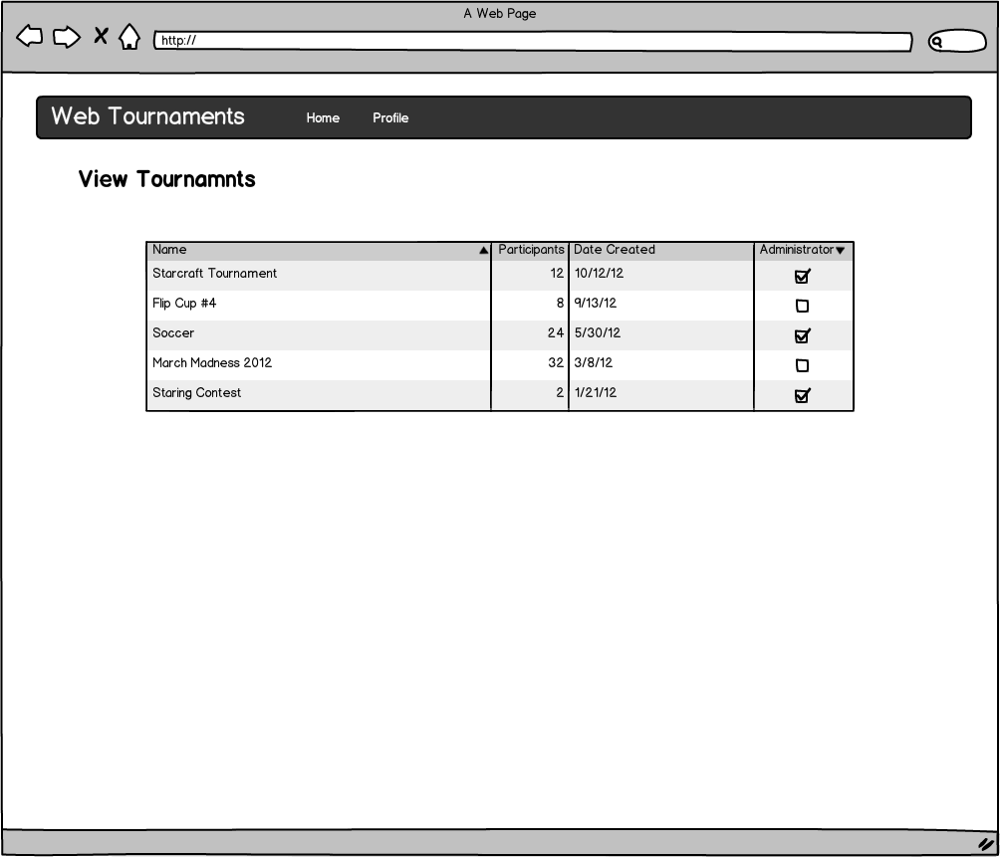 A Web Page
http://
Web Tournaments Home Profile
View Tournamnts
Name Participants Date Created Administrator
Starcraft Tournament 12 10/12/12
Flip Cup #4 8 9/13/12
Soccer 24 5/30/12
March Madness 2012 32 3/8/12
Staring Contest 2 1/21/12